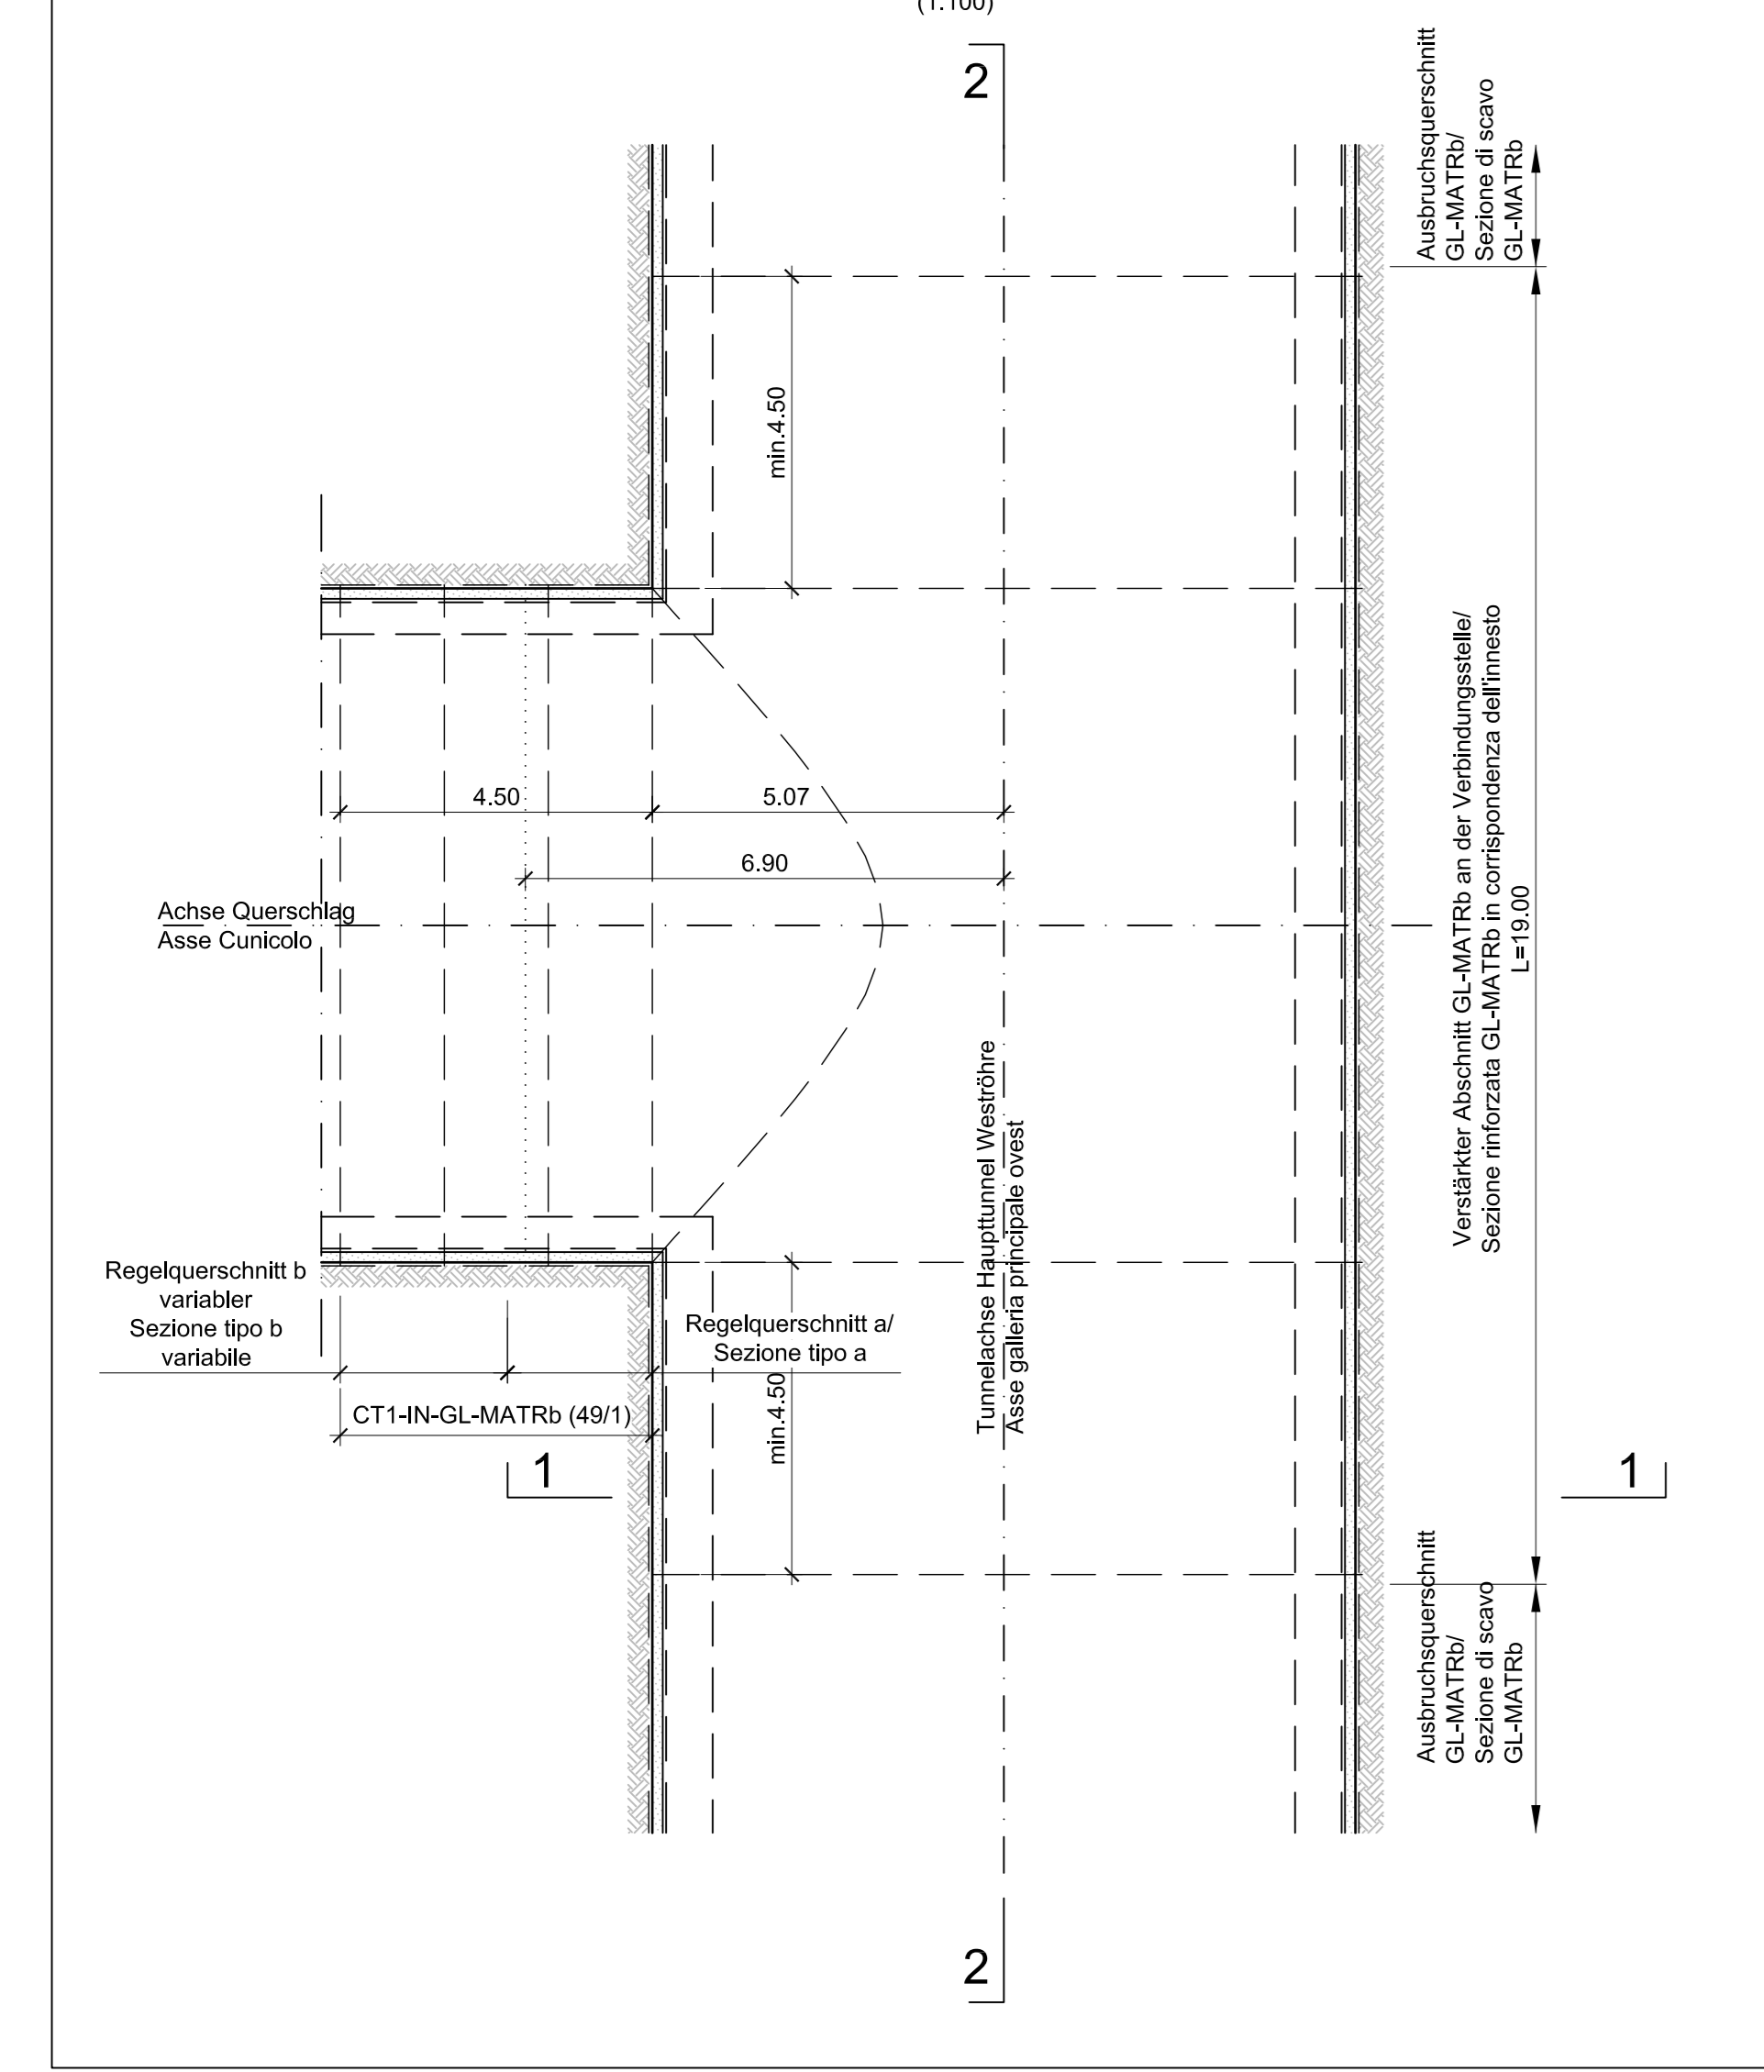 (1:100)
2
Ausbruchsquerschnitt
GL-MATRb/
Sezione di scavo
GL-MATRb
min.4.50
4.50
5.07
6.90
Achse Querschlag
Asse Cunicolo
Verstärkter Abschnitt GL-MATRb an der Verbindungsstelle/
Sezione rinforzata GL-MATRb in corrispondenza dell'innesto
L=19.00
Tunnelachse Haupttunnel Weströhre
Asse galleria principale ovest
Regelquerschnitt b
variabler
Sezione tipo b
variabile
Regelquerschnitt a/
Sezione tipo a
CT1-IN-GL-MATRb (49/1)
min.4.50
1
1
Ausbruchsquerschnitt
GL-MATRb/
Sezione di scavo
GL-MATRb
2